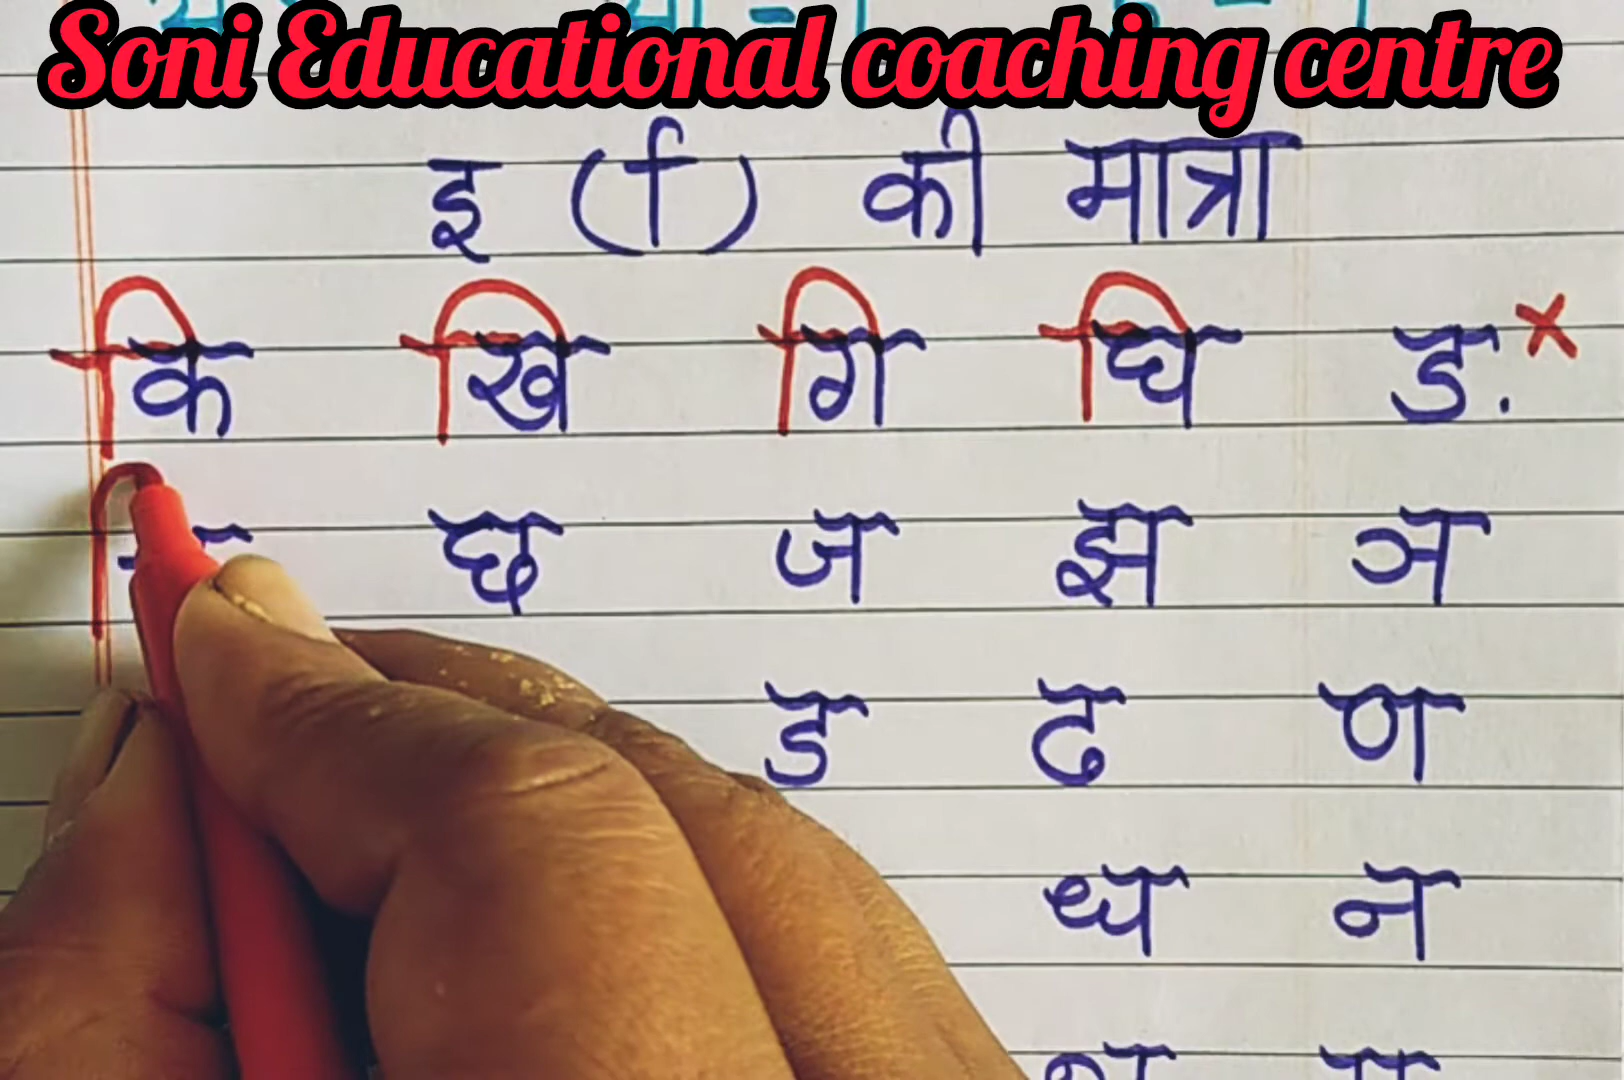 Soni Educational coaching centre
इ (ि) की मात्रा
कि खि गि घि ङ ×
छ ज झ ञ
ड ढ ण
ध न